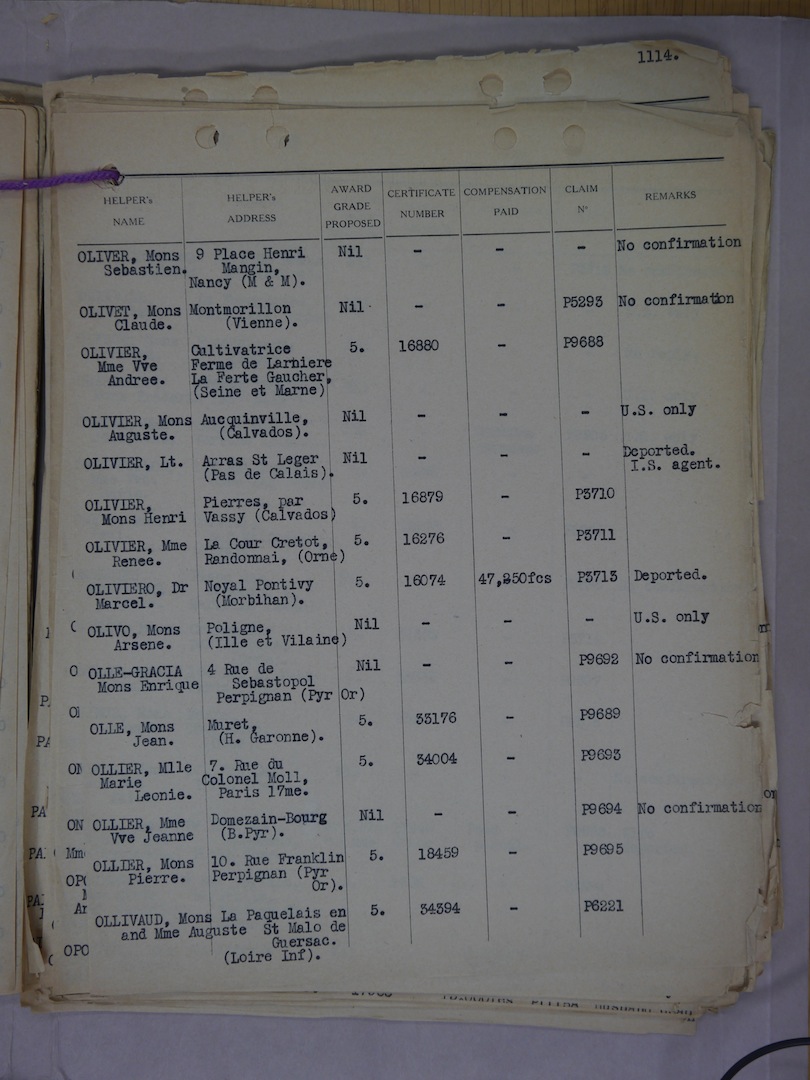 1114.
HELPER's NAME HELPER's ADDRESS AWARD GRADE PROPOSED CERTIFICATE NUMBER COMPENSATION PAID CLAIM Nº REMARKS
OLIVER, Mons 9 Place Henri Nil - - - No confirmation
Sebastien. Mangin,
Nancy (M & M).
OLIVET, Mons Montmorillon Nil - - P5293 No confirmation
Claude. (Vienne).
OLIVIER, Cultivatrice 5. 16880 - P9688
Mme Vve Ferme de Larhiere
Andree. La Ferte Gaucher,
(Seine et Marne)
OLIVIER, Mons Aucquinville, Nil - - - U.S. only
Auguste. (Calvados).
OLIVIER, Lt. Arras St Leger Nil - - - Deported.
(Pas de Calais). I.S. agent.
OLIVIER, Pierres, par 5. 16879 - P3710
Mons Henri Vassy (Calvados)
OLIVIER, Mme La Cour Cretot, 5. 16276 - P3711
Renee. Randonnai, (Orne)
OLIVIERO, Dr Noyal Pontivy 5. 16074 47,250fcs P3713 Deported.
Marcel. (Morbihan).
OLIVO, Mons Poligne, Nil - - - U.S. only
Arsene. (Ille et Vilaine)
OLLE-GRACIA 4 Rue de Nil - - P9692 No confirmation
Mons Enrique Sebastopol
Perpignan (Pyr Or)
OLLE, Mons Muret, 5. 33176 - P9689
Jean. (H. Garonne).
OLLIER, Mlle 7. Rue du 5. 34004 - P9693
Marie Colonel Moll,
Leonie. Paris 17me.
OLLIER, Mme Domezain-Bourg Nil - - P9694 No confirmation
Vve Jeanne (B.Pyr).
OLLIER, Mons 10. Rue Franklin 5. 18459 - P9695
Pierre. Perpignan (Pyr
Or).
OLLIVAUD, Mons La Paquelais en 5. 34394 - P6221
and Mme Auguste St Malo de
Guersac.
(Loire Inf).